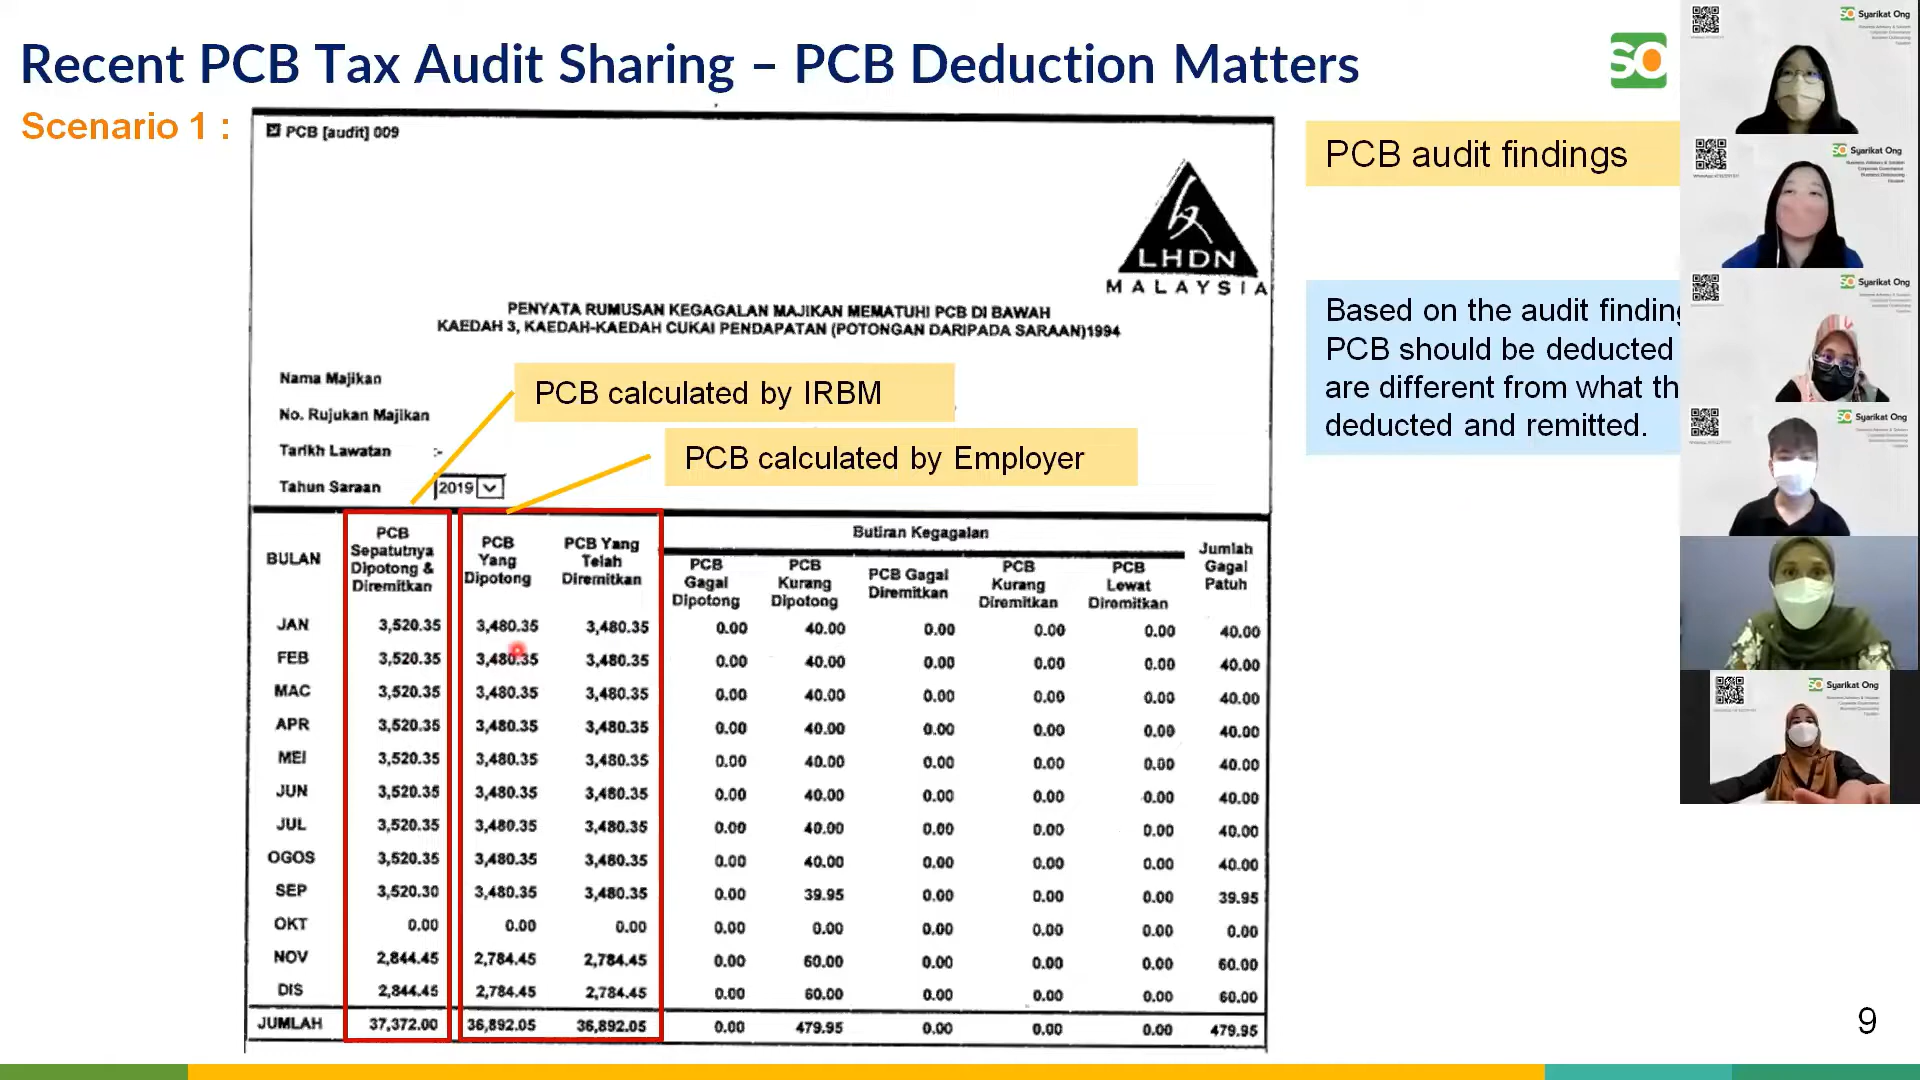 Recent PCB Tax Audit Sharing – PCB Deduction Matters
Scenario 1 :
PCB [audit] 009
LHDN
MALAYSIA
PENYATA RUMUSAN KEGAGALAN MAJIKAN MEMATUHI PCB DI BAWAH
KAEDAH 3, KAEDAH-KAEDAH CUKAI PENDAPATAN (POTONGAN DARIPADA SARAAN)1994
Nama Majikan
No. Rujukan Majikan
Tarikh Lawatan :-
Tahun Saraan 2019
PCB calculated by IRBM
PCB calculated by Employer
BULAN
PCB
Sepatutnya
Dipotong &
Diremitkan
PCB
Yang
Dipotong
PCB Yang
Telah
Diremitkan
Butiran Kegagalan
PCB
Gagal
Dipotong
PCB
Kurang
Dipotong
PCB Gagal
Diremitkan
PCB
Kurang
Diremitkan
PCB
Lewat
Diremitkan
Jumlah
Gagal
Patuh
JAN 3,520.35 3,480.35 3,480.35 0.00 40.00 0.00 0.00 0.00 40.00
FEB 3,520.35 3,480.35 3,480.35 0.00 40.00 0.00 0.00 0.00 40.00
MAC 3,520.35 3,480.35 3,480.35 0.00 40.00 0.00 0.00 0.00 40.00
APR 3,520.35 3,480.35 3,480.35 0.00 40.00 0.00 0.00 0.00 40.00
MEI 3,520.35 3,480.35 3,480.35 0.00 40.00 0.00 0.00 0.00 40.00
JUN 3,520.35 3,480.35 3,480.35 0.00 40.00 0.00 0.00 0.00 40.00
JUL 3,520.35 3,480.35 3,480.35 0.00 40.00 0.00 0.00 0.00 40.00
OGOS 3,520.35 3,480.35 3,480.35 0.00 40.00 0.00 0.00 0.00 40.00
SEP 3,520.30 3,480.35 3,480.35 0.00 39.95 0.00 0.00 0.00 39.95
OKT 0.00 0.00 0.00 0.00 0.00 0.00 0.00 0.00 0.00
NOV 2,844.45 2,784.45 2,784.45 0.00 60.00 0.00 0.00 0.00 60.00
DIS 2,844.45 2,784.45 2,784.45 0.00 60.00 0.00 0.00 0.00 60.00
JUMLAH 37,372.00 36,892.05 36,892.05 0.00 479.95 0.00 0.00 0.00 479.95
SO
PCB audit findings
Based on the audit finding
PCB should be deducted
are different from what th
deducted and remitted.
Syarikat Ong
Syarikat Ong
Syarikat Ong
Syarikat Ong
Syarikat Ong
9